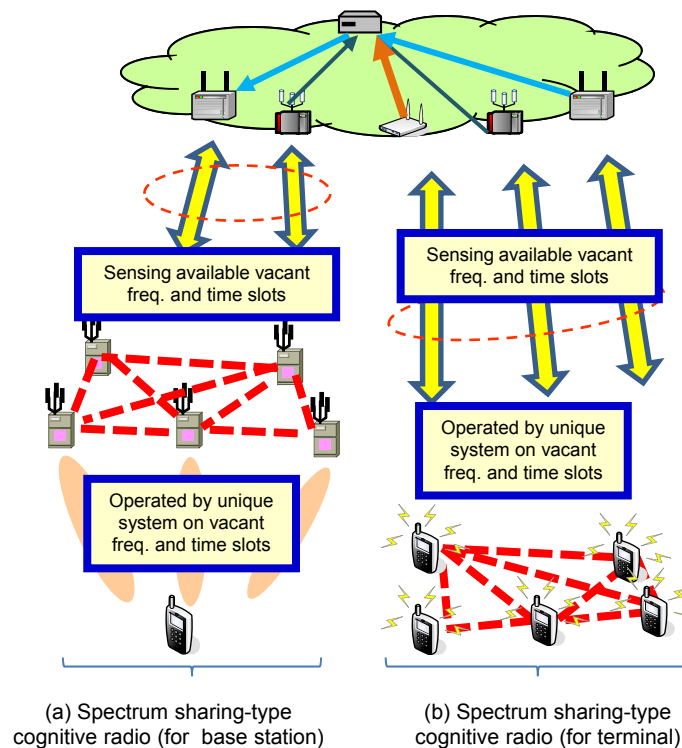 Sensing available vacant
freq. and time slots
Sensing available vacant
freq. and time slots
Operated by unique
system on vacant
freq. and time slots
Operated by unique
system on vacant
freq. and time slots
(a) Spectrum sharing-type
cognitive radio (for base station)
(b) Spectrum sharing-type
cognitive radio (for terminal)